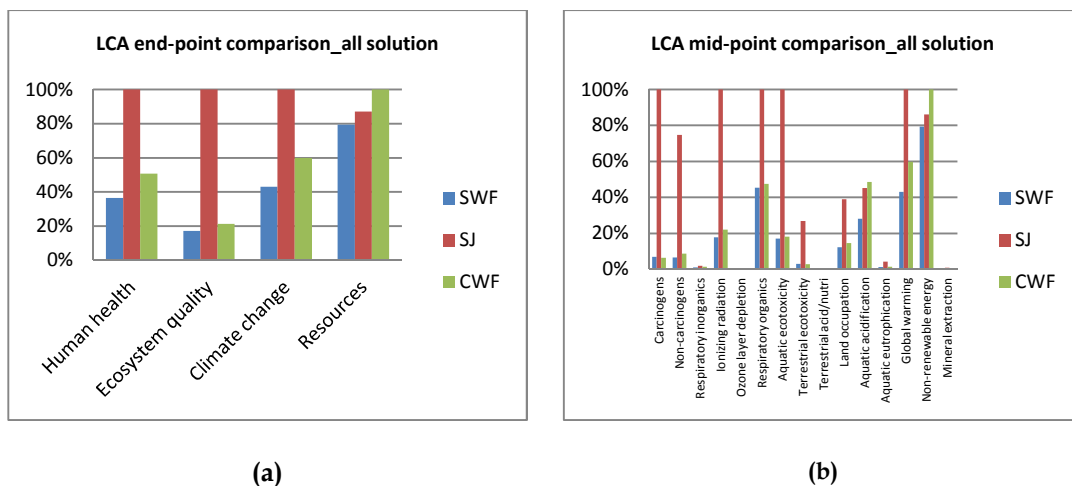 LCA end-point comparison_all solution
100%
80%
60%
40%
20%
0%
Human health
Ecosystem quality
Climate change
Resources
SWF
SJ
CWF
(a)
LCA mid-point comparison_all solution
100%
80%
60%
40%
20%
0%
Carcinogens
Non-carcinogens
Respiratory inorganics
Ionizing radiation
Ozone layer depletion
Respiratory organics
Aquatic ecotoxicity
Terrestrial ecotoxicity
Terrestrial acid/nutri
Land occupation
Aquatic acidification
Aquatic eutrophication
Global warming
Non-renewable energy
Mineral extraction
SWF
SJ
CWF
(b)